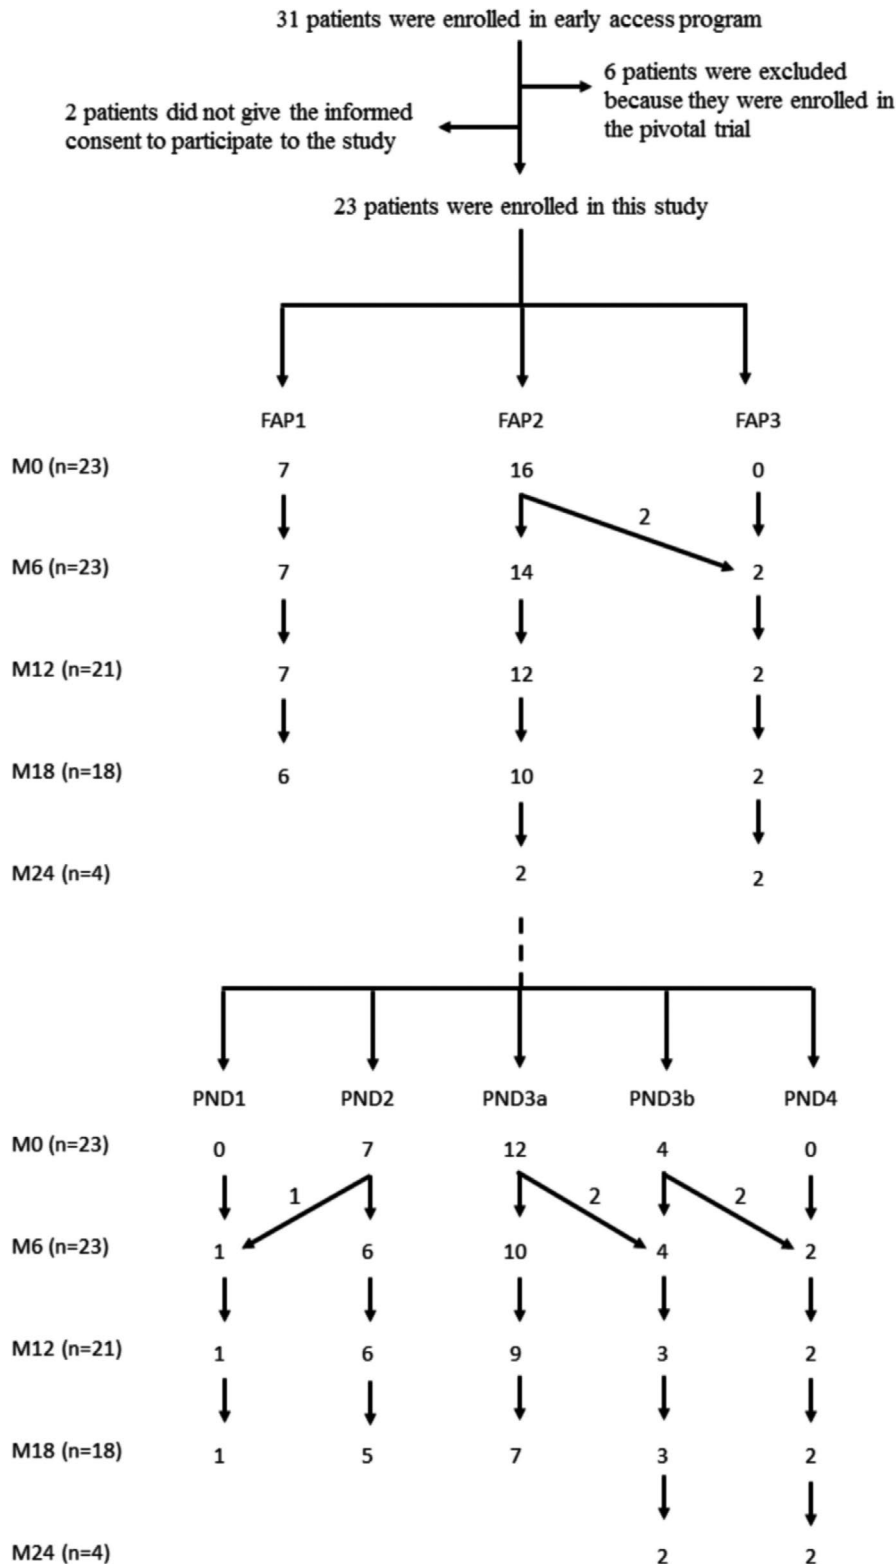 31 patients were enrolled in early access program
6 patients were excluded
because they were enrolled in
the pivotal trial
2 patients did not give the informed
consent to participate to the study
23 patients were enrolled in this study
FAP1 FAP2 FAP3
M0 (n=23) 7 16 0
2
M6 (n=23) 7 14 2
M12 (n=21) 7 12 2
M18 (n=18) 6 10 2
M24 (n=4) 2 2
PND1 PND2 PND3a PND3b PND4
M0 (n=23) 0 7 12 4 0
1 2 2
M6 (n=23) 1 6 10 4 2
M12 (n=21) 1 6 9 3 2
M18 (n=18) 1 5 7 3 2
M24 (n=4) 2 2